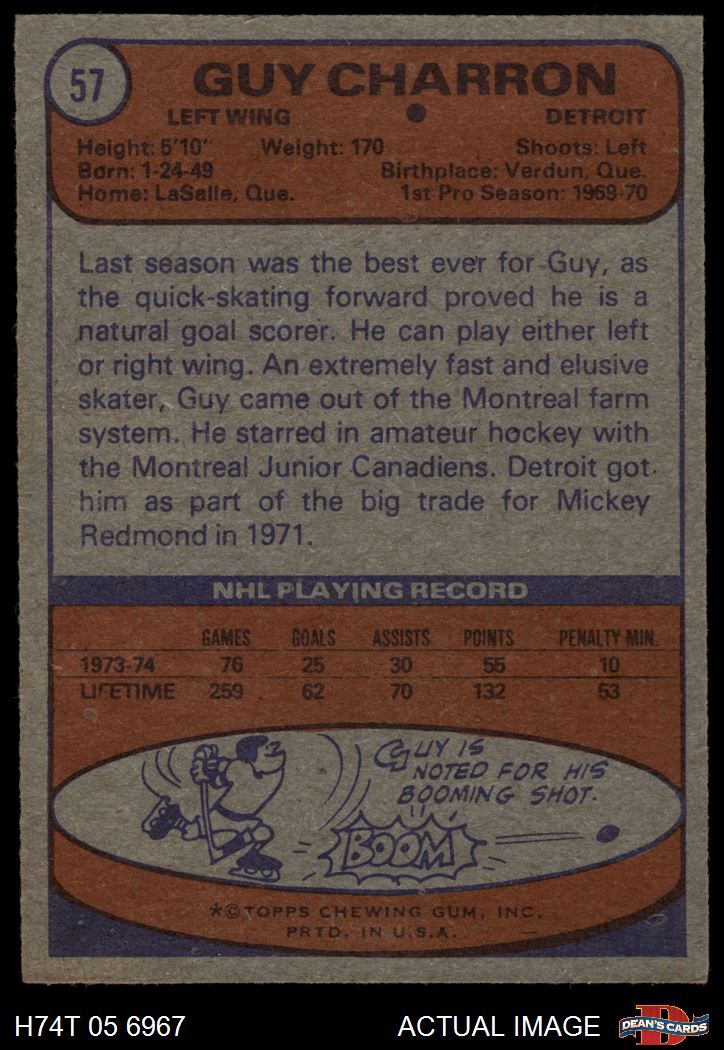 57
GUY CHARRON
LEFT WING DETROIT
Height: 5'10" Weight: 170 Shoots: Left
Born: 1-24-49 Birthplace: Verdun, Que.
Home: LaSalle, Que. 1st Pro Season: 1969-70
Last season was the best ever for Guy, as
the quick-skating forward proved he is a
natural goal scorer. He can play either left
or right wing. An extremely fast and elusive
skater, Guy came out of the Montreal farm
system. He starred in amateur hockey with
the Montreal Junior Canadiens. Detroit got
him as part of the big trade for Mickey
Redmond in 1971.
NHL PLAYING RECORD
GAMES GOALS ASSISTS POINTS PENALTY MIN.
1973-74 76 25 30 55 10
LIFETIME 259 62 70 132 53
GUY IS
NOTED FOR HIS
BOOMING SHOT.
BOOM
*©TOPPS CHEWING GUM, INC.
PRTD. IN U.S.A.
H74T 05 6967 ACTUAL IMAGE
D
DEAN'S CARDS